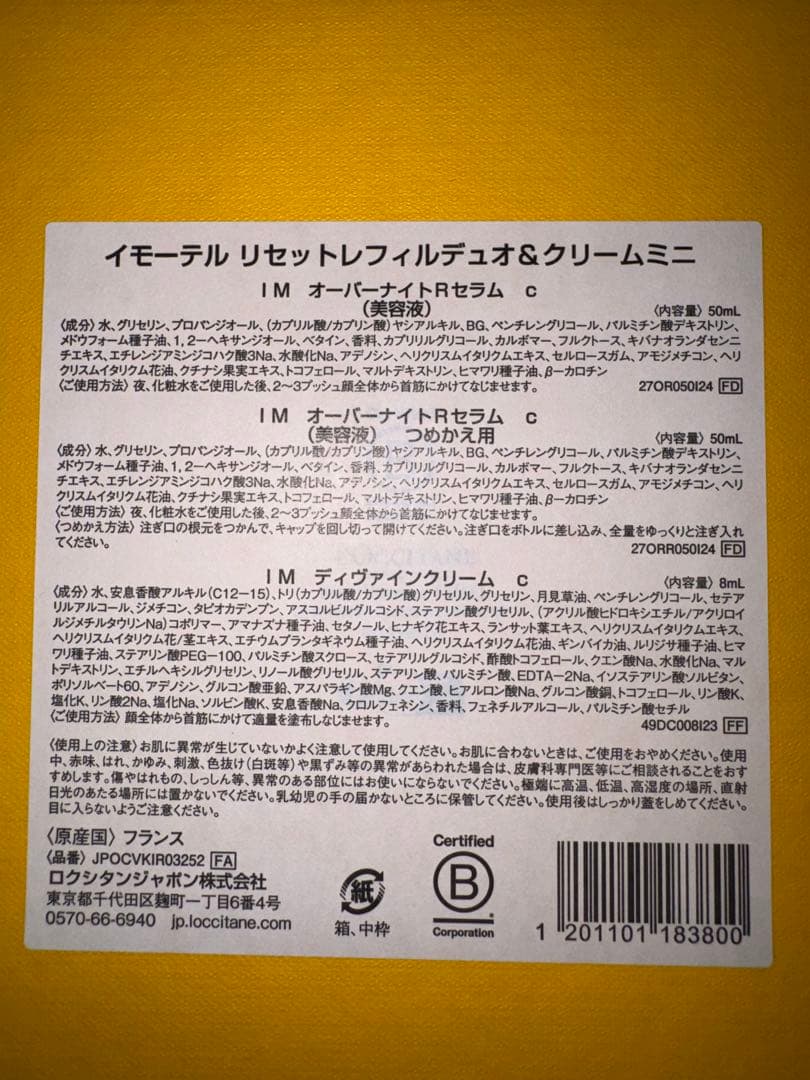 イモーテル リセットレフィルデュオ＆クリームミニ
ＩＭ オーバーナイトＲセラム ｃ
（美容液）
〈内容量〉 50mL
〈成分〉 水、グリセリン、プロパンジオール、（カプリル酸/カプリン酸）ヤシアルキル、BG、ペンチレングリコール、パルミチン酸デキストリン、
メドウフォーム種子油、1，2－ヘキサンジオール、ベタイン、香料、カプリリルグリコール、カルボマー、フルクトース、キバナオランダセンニ
チエキス、エチレンジアミンジコハク酸3Na、水酸化Na、アデノシン、ヘリクリスムイタリクムエキス、セルロースガム、アモジメチコン、ヘリ
クリスムイタリクム花油、クチナシ果実エキス、トコフェロール、マルトデキストリン、ヒマワリ種子油、β－カロチン
〈ご使用方法〉 夜、化粧水をご使用した後、2～3プッシュ顔全体から首筋にかけてなじませます。
27OR050I24 FD
ＩＭ オーバーナイトＲセラム ｃ
（美容液） つめかえ用
〈内容量〉 50mL
〈成分〉 水、グリセリン、プロパンジオール、（カプリル酸/カプリン酸）ヤシアルキル、BG、ペンチレングリコール、パルミチン酸デキストリン、
メドウフォーム種子油、1，2－ヘキサンジオール、ベタイン、香料、カプリリルグリコール、カルボマー、フルクトース、キバナオランダセンニ
チエキス、エチレンジアミンジコハク酸3Na、水酸化Na、アデノシン、ヘリクリスムイタリクムエキス、セルロースガム、アモジメチコン、ヘリ
クリスムイタリクム花油、クチナシ果実エキス、トコフェロール、マルトデキストリン、ヒマワリ種子油、β－カロチン
〈ご使用方法〉 夜、化粧水をご使用した後、2～3プッシュ顔全体から首筋にかけてなじませます。
〈つめかえ方法〉 注ぎ口の根元をつかんで、キャップを回し切って開けてください。注ぎ口をボトルに差し込み、全量をゆっくりと注ぎ入れ
てください。
27ORR050I24 FD
ＩＭ ディヴァインクリーム ｃ
〈内容量〉 8mL
〈成分〉 水、安息香酸アルキル（C12－15）、トリ（カプリル酸/カプリン酸）グリセリル、グリセリン、月見草油、ペンチレングリコール、セテア
リルアルコール、ジメチコン、タピオカデンプン、アスコルビルグルコシド、ステアリン酸グリセリル、（アクリル酸ヒドロキシエチル/アクリロイ
ルジメチルタウリンNa）コポリマー、アマナズナ種子油、セタノール、ヒナギク花エキス、ランサット葉エキス、ヘリクリスムイタリクムエキス、
ヘリクリスムイタリクム花/茎エキス、エチウムプランタギネウム種子油、ヘリクリスムイタリクム花油、ギンバイカ油、ルリジサ種子油、ヒマ
ワリ種子油、ステアリン酸PEG－100、パルミチン酸スクロース、セテアリルグルコシド、酢酸トコフェロール、クエン酸Na、水酸化Na、マル
トデキストリン、エチルヘキシルグリセリン、リノール酸グリセリル、ステアリン酸、パルミチン酸、EDTA－2Na、イソステアリン酸ソルビタン、
ポリソルベート60、アデノシン、グルコン酸亜鉛、アスパラギン酸Mg、クエン酸、ヒアルロン酸Na、グルコン酸銅、トコフェロール、リン酸K、
塩化K、リン酸2Na、塩化Na、ソルビン酸K、安息香酸Na、クロルフェネシン、香料、フェネチルアルコール、パルミチン酸セチル
〈ご使用方法〉 顔全体から首筋にかけて適量を塗布しなじませます。
49DC008I23 FF
〈使用上の注意〉 お肌に異常が生じていないかよく注意して使用してください。お肌に合わないときは、ご使用をおやめください。使用
中、赤味、はれ、かゆみ、刺激、色抜け（白斑等）や黒ずみ等の異常があらわれた場合は、皮膚科専門医等にご相談されることをおす
すめします。傷やはれもの、しっしん等、異常のある部位にはお使いにならないでください。極端に高温、低温、高湿度の場所、直射
日光のあたる場所には置かないでください。乳幼児の手の届かないところに保管してください。使用後はしっかり蓋をしめてください。
目に入らないようご注意ください。
〈原産国〉 フランス
〈品番〉 JPOCVKIR03252 FA
ロクシタンジャポン株式会社
東京都千代田区麹町一丁目6番4号
0570-66-6940 jp.loccitane.com
紙
箱、中枠
Certified
B
Corporation
1 201101 183800